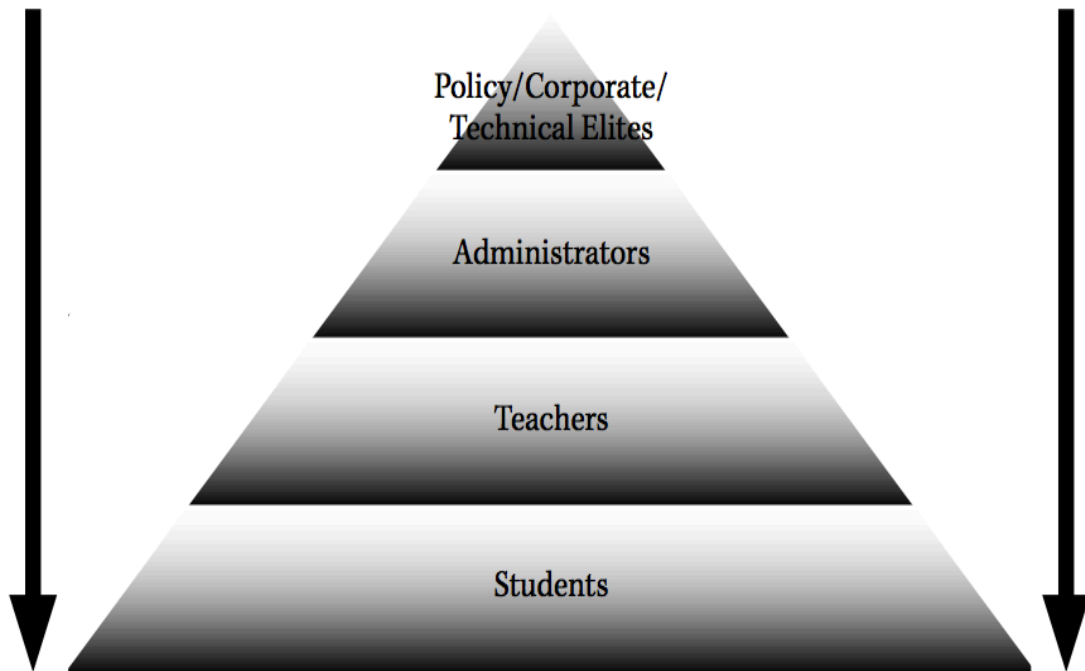 Policy/Corporate/
Technical Elites
Administrators
Teachers
Students